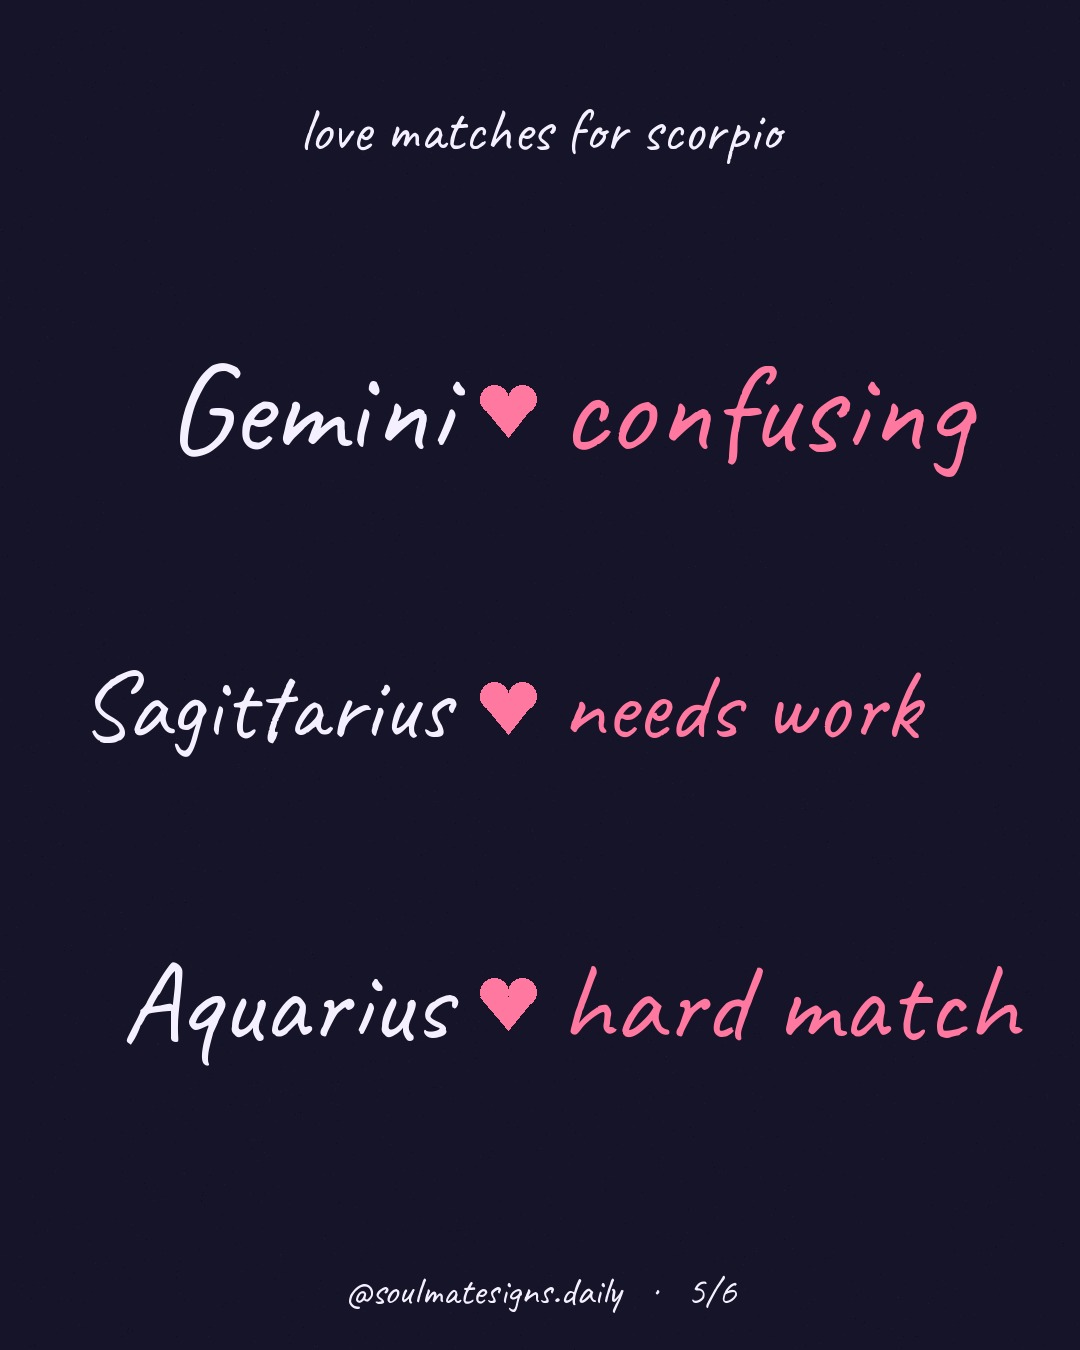 love matches for scorpio
Gemini ♥ confusing
Sagittarius ♥ needs work
Aquarius ♥ hard match
@soulmatesigns.daily · 5/6